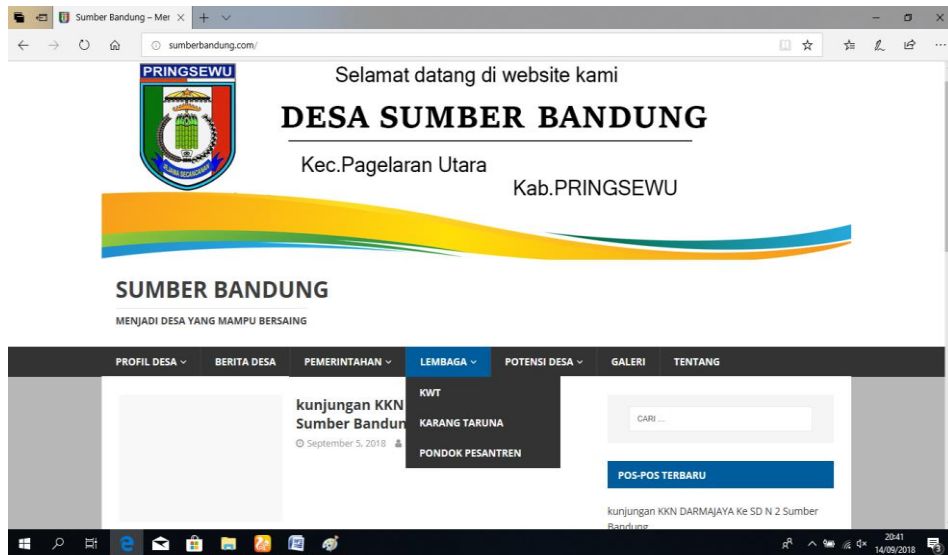 Sumber Bandung – Mer
sumberbandung.com/
PRINGSEWU
Selamat datang di website kami
DESA SUMBER BANDUNG
Kec.Pagelaran Utara
Kab.PRINGSEWU
SUMBER BANDUNG
MENJADI DESA YANG MAMPU BERSAING
PROFIL DESA BERITA DESA PEMERINTAHAN LEMBAGA POTENSI DESA GALERI TENTANG
KWT
KARANG TARUNA
PONDOK PESANTREN
kunjungan KKN
Sumber Bandun
September 5, 2018
CARI ...
POS-POS TERBARU
kunjungan KKN DARMAJAYA Ke SD N 2 Sumber
Bandung
20:41
14/09/2018